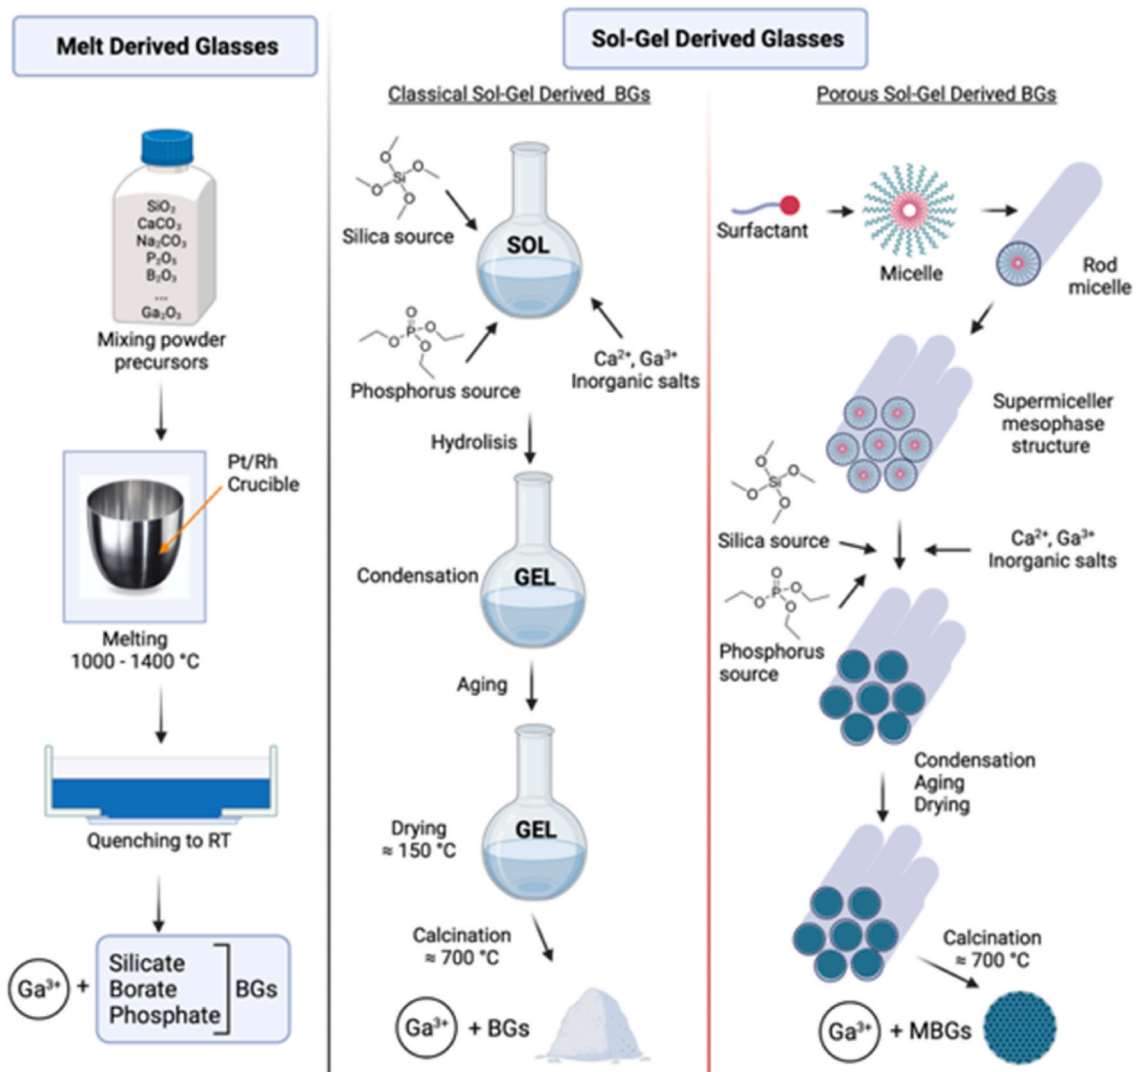 Melt Derived Glasses
SiO₂
CaCO₃
Na₂CO₃
P₂O₅
B₂O₃
...
Ga₂O₃
Mixing powder
precursors
Pt/Rh
Crucible
Melting
1000 - 1400 °C
Quenching to RT
Ga³⁺ +
Silicate
Borate
Phosphate
BGs
Sol-Gel Derived Glasses
Classical Sol-Gel Derived BGs
Si
O
O
O
O
Silica source
SOL
O
P
O
O
O
Phosphorus source
Ca²⁺, Ga³⁺
Inorganic salts
Hydrolisis
Condensation
GEL
Aging
GEL
Drying
≈ 150 °C
Calcination
≈ 700 °C
Ga³⁺ + BGs
Porous Sol-Gel Derived BGs
Surfactant
Micelle
Rod
micelle
Supermiceller
mesophase
structure
O
O
Si
O
O
Silica source
Ca²⁺, Ga³⁺
Inorganic salts
O
P
O
O
O
Phosphorus
source
Condensation
Aging
Drying
Calcination
≈ 700 °C
Ga³⁺ + MBGs